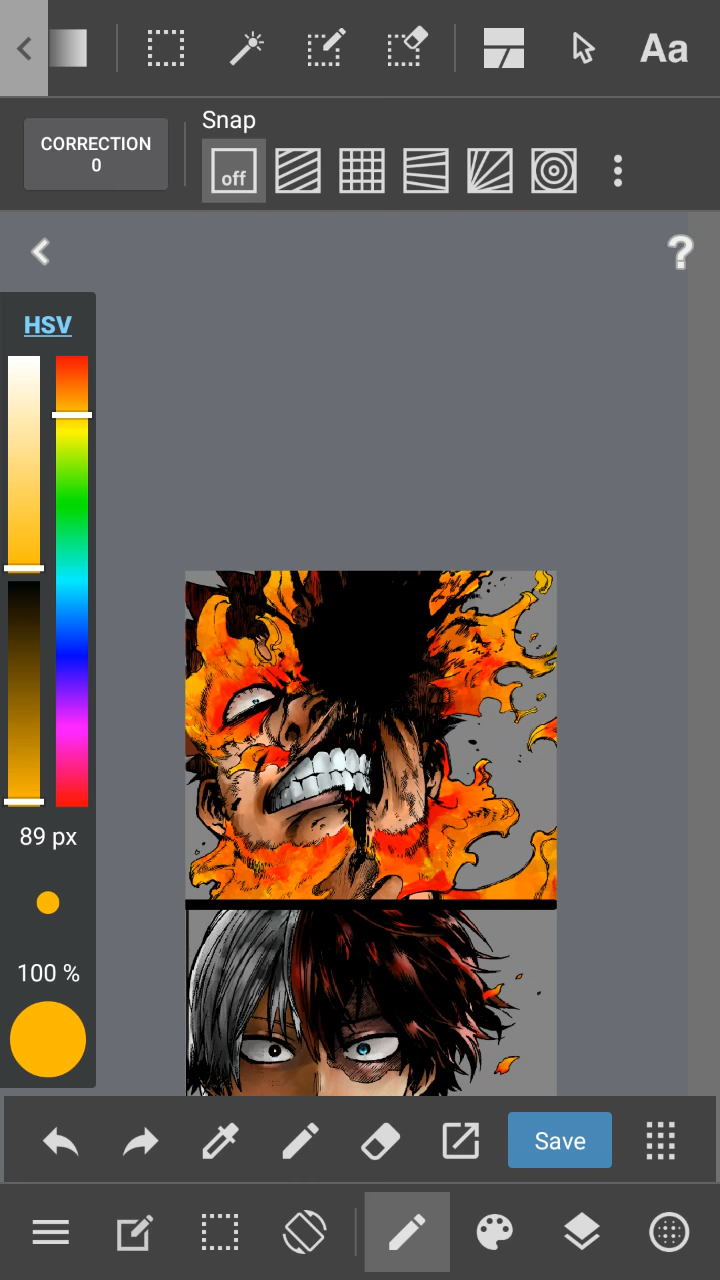 Aa
CORRECTION
0
Snap
off
?
HSV
89 px
100 %
Save